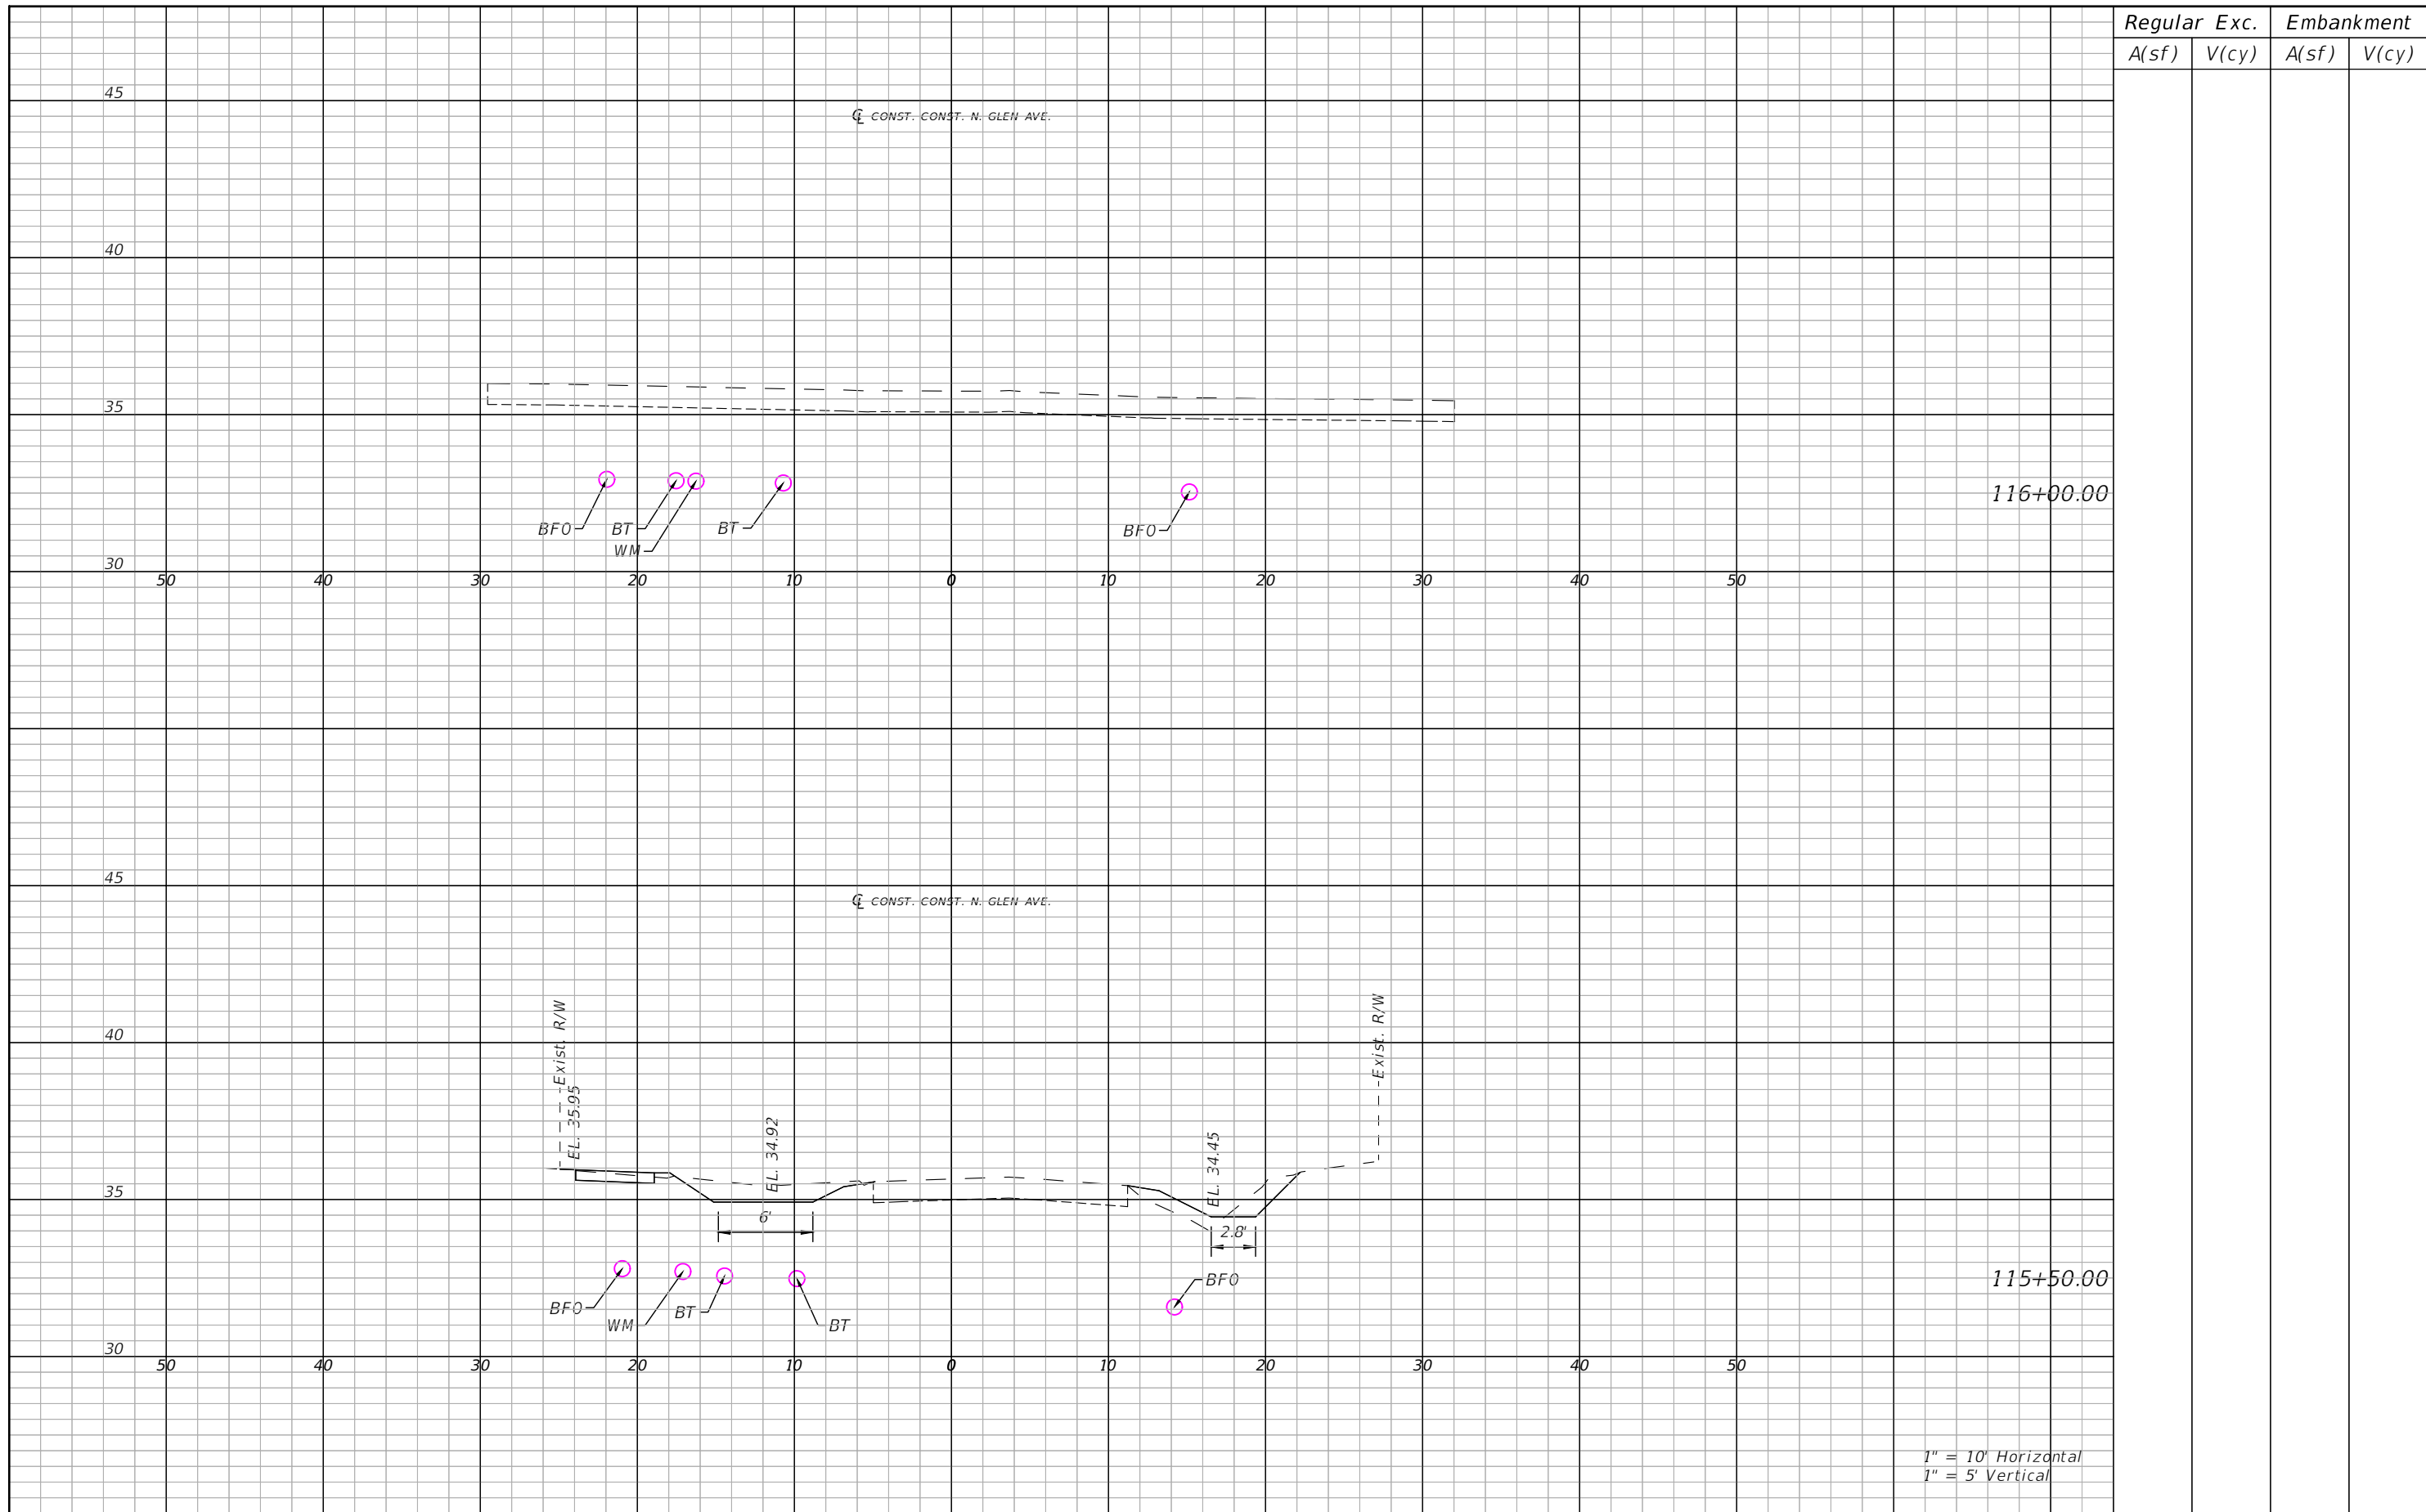 Regular Exc. Embankment
A(sf) V(cy) A(sf) V(cy)
45
℄ CONST. CONST. N. GLEN AVE.
40
35
116+00.00
BFO BT BT BFO
WM
30
50 40 30 20 10 0 10 20 30 40 50
45
℄ CONST. CONST. N. GLEN AVE.
40
Exist. R/W
Exist. R/W
EL. 35.95
EL. 34.92
EL. 34.45
35
6'
2.8'
BFO
115+50.00
BFO
BT
WM
BT
30
50 40 30 20 10 0 10 20 30 40 50
1" = 10' Horizontal
1" = 5' Vertical